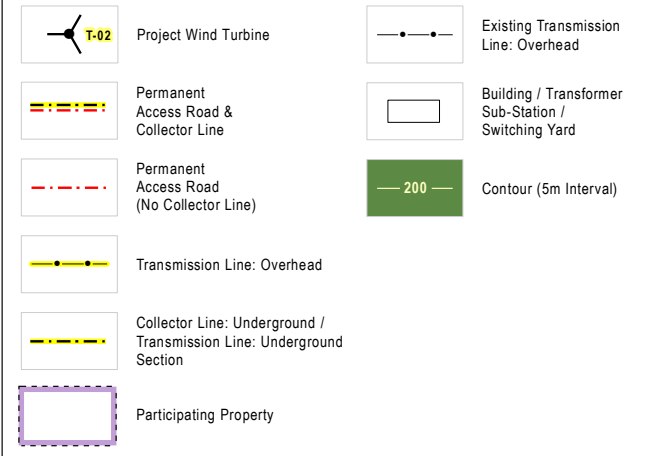 T-02
Project Wind Turbine
Permanent
Access Road &
Collector Line
Permanent
Access Road
(No Collector Line)
Transmission Line: Overhead
Collector Line: Underground /
Transmission Line: Underground
Section
Participating Property
Existing Transmission
Line: Overhead
Building / Transformer
Sub-Station /
Switching Yard
200
Contour (5m Interval)